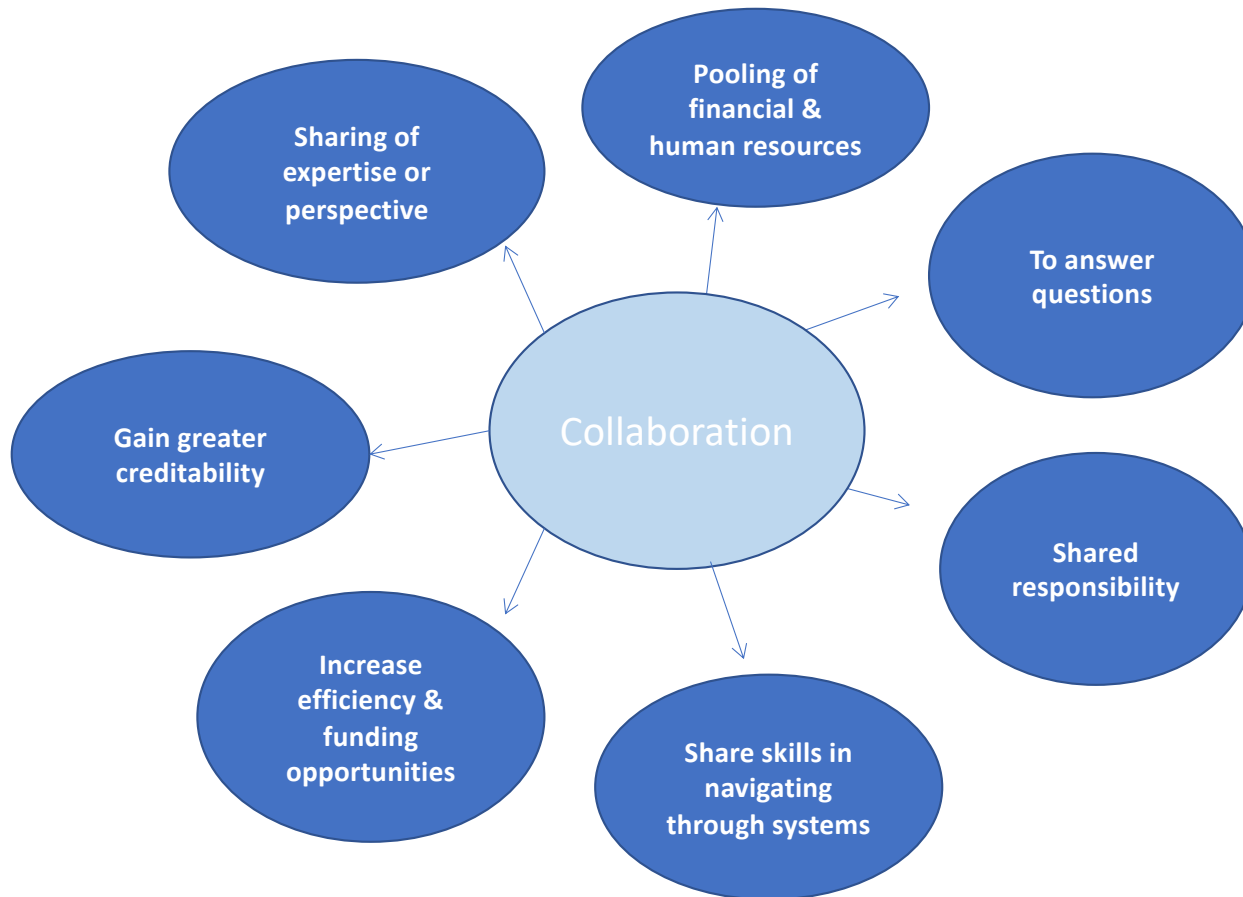 Pooling of
financial &
human resources
Sharing of
expertise or
perspective
To answer
questions
Collaboration
Gain greater
creditability
Shared
responsibility
Increase
efficiency &
funding
opportunities
Share skills in
navigating
through systems